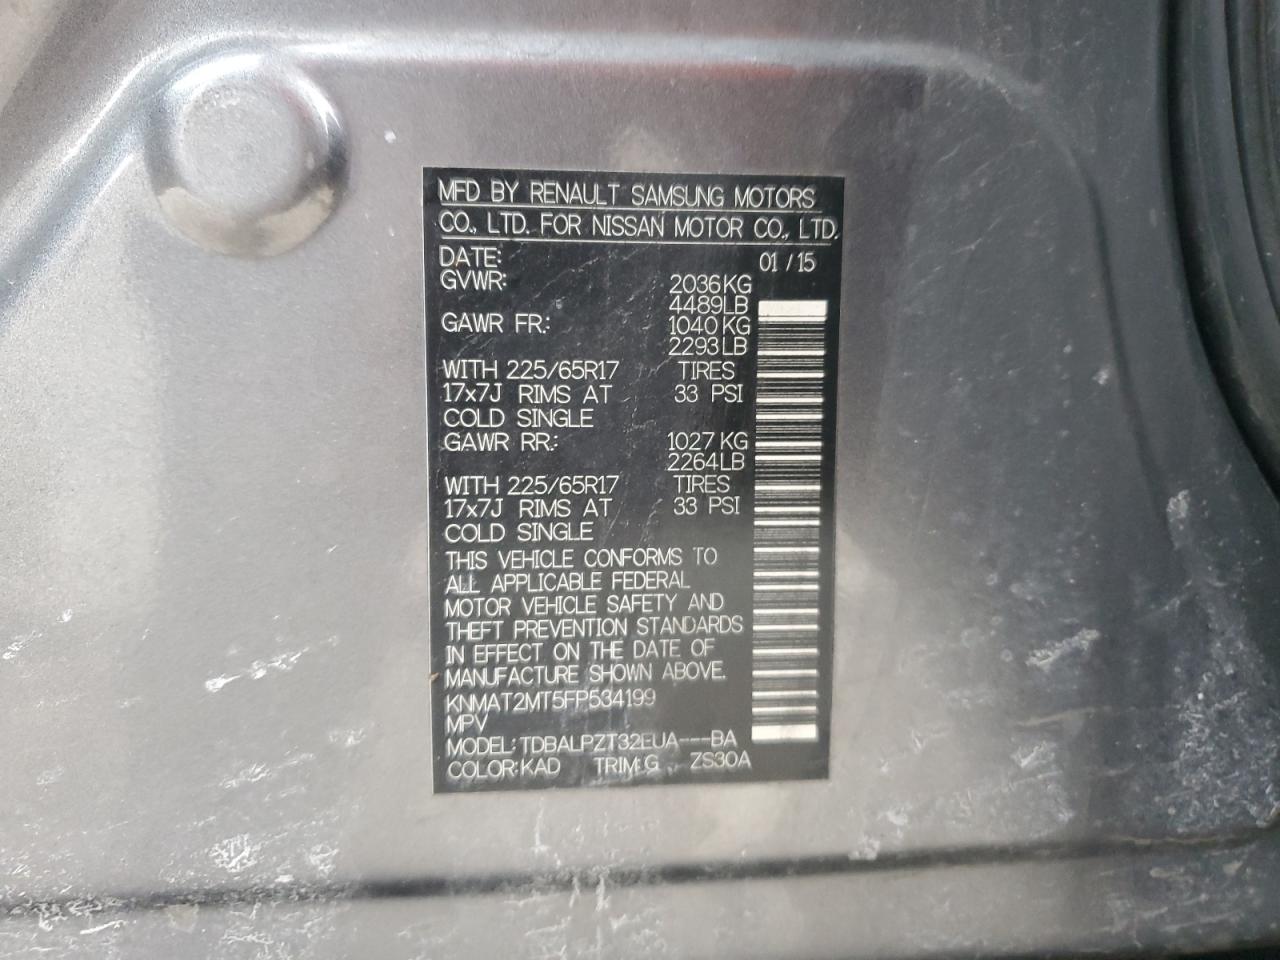 MFD BY RENAULT SAMSUNG MOTORS
CO., LTD. FOR NISSAN MOTOR CO., LTD.
DATE: 01 / 15
GVWR: 2036KG
4489LB
GAWR FR.: 1040KG
2293LB
WITH 225/65R17 TIRES
17x7J RIMS AT 33 PSI
COLD SINGLE
GAWR RR.: 1027KG
2264LB
WITH 225/65R17 TIRES
17x7J RIMS AT 33 PSI
COLD SINGLE
THIS VEHICLE CONFORMS TO
ALL APPLICABLE FEDERAL
MOTOR VEHICLE SAFETY AND
THEFT PREVENTION STANDARDS
IN EFFECT ON THE DATE OF
MANUFACTURE SHOWN ABOVE.
KNMAT2MT5FP534199
MPV
MODEL: TDBALPZT32EUA---BA
COLOR: KAD TRIM: G ZS30A